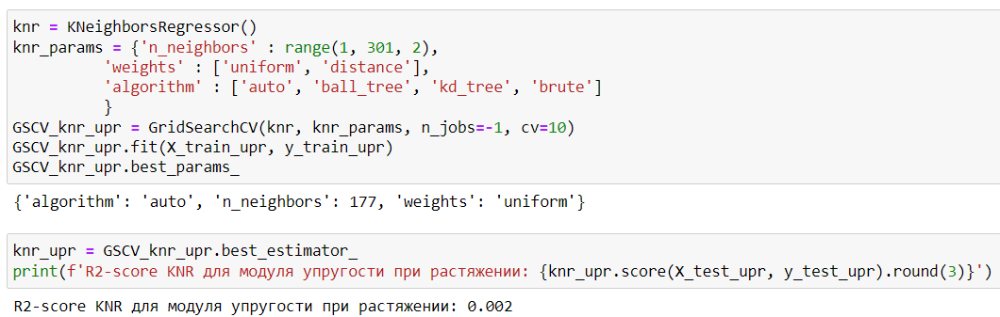 knr = KNeighborsRegressor()
knr_params = {'n_neighbors' : range(1, 301, 2),
          'weights' : ['uniform', 'distance'],
          'algorithm' : ['auto', 'ball_tree', 'kd_tree', 'brute']
          }
GSCV_knr_upr = GridSearchCV(knr, knr_params, n_jobs=-1, cv=10)
GSCV_knr_upr.fit(X_train_upr, y_train_upr)
GSCV_knr_upr.best_params_
{'algorithm': 'auto', 'n_neighbors': 177, 'weights': 'uniform'}
knr_upr = GSCV_knr_upr.best_estimator_
print(f'R2-score KNR для модуля упругости при растяжении: {knr_upr.score(X_test_upr, y_test_upr).round(3)}')
R2-score KNR для модуля упругости при растяжении: 0.002